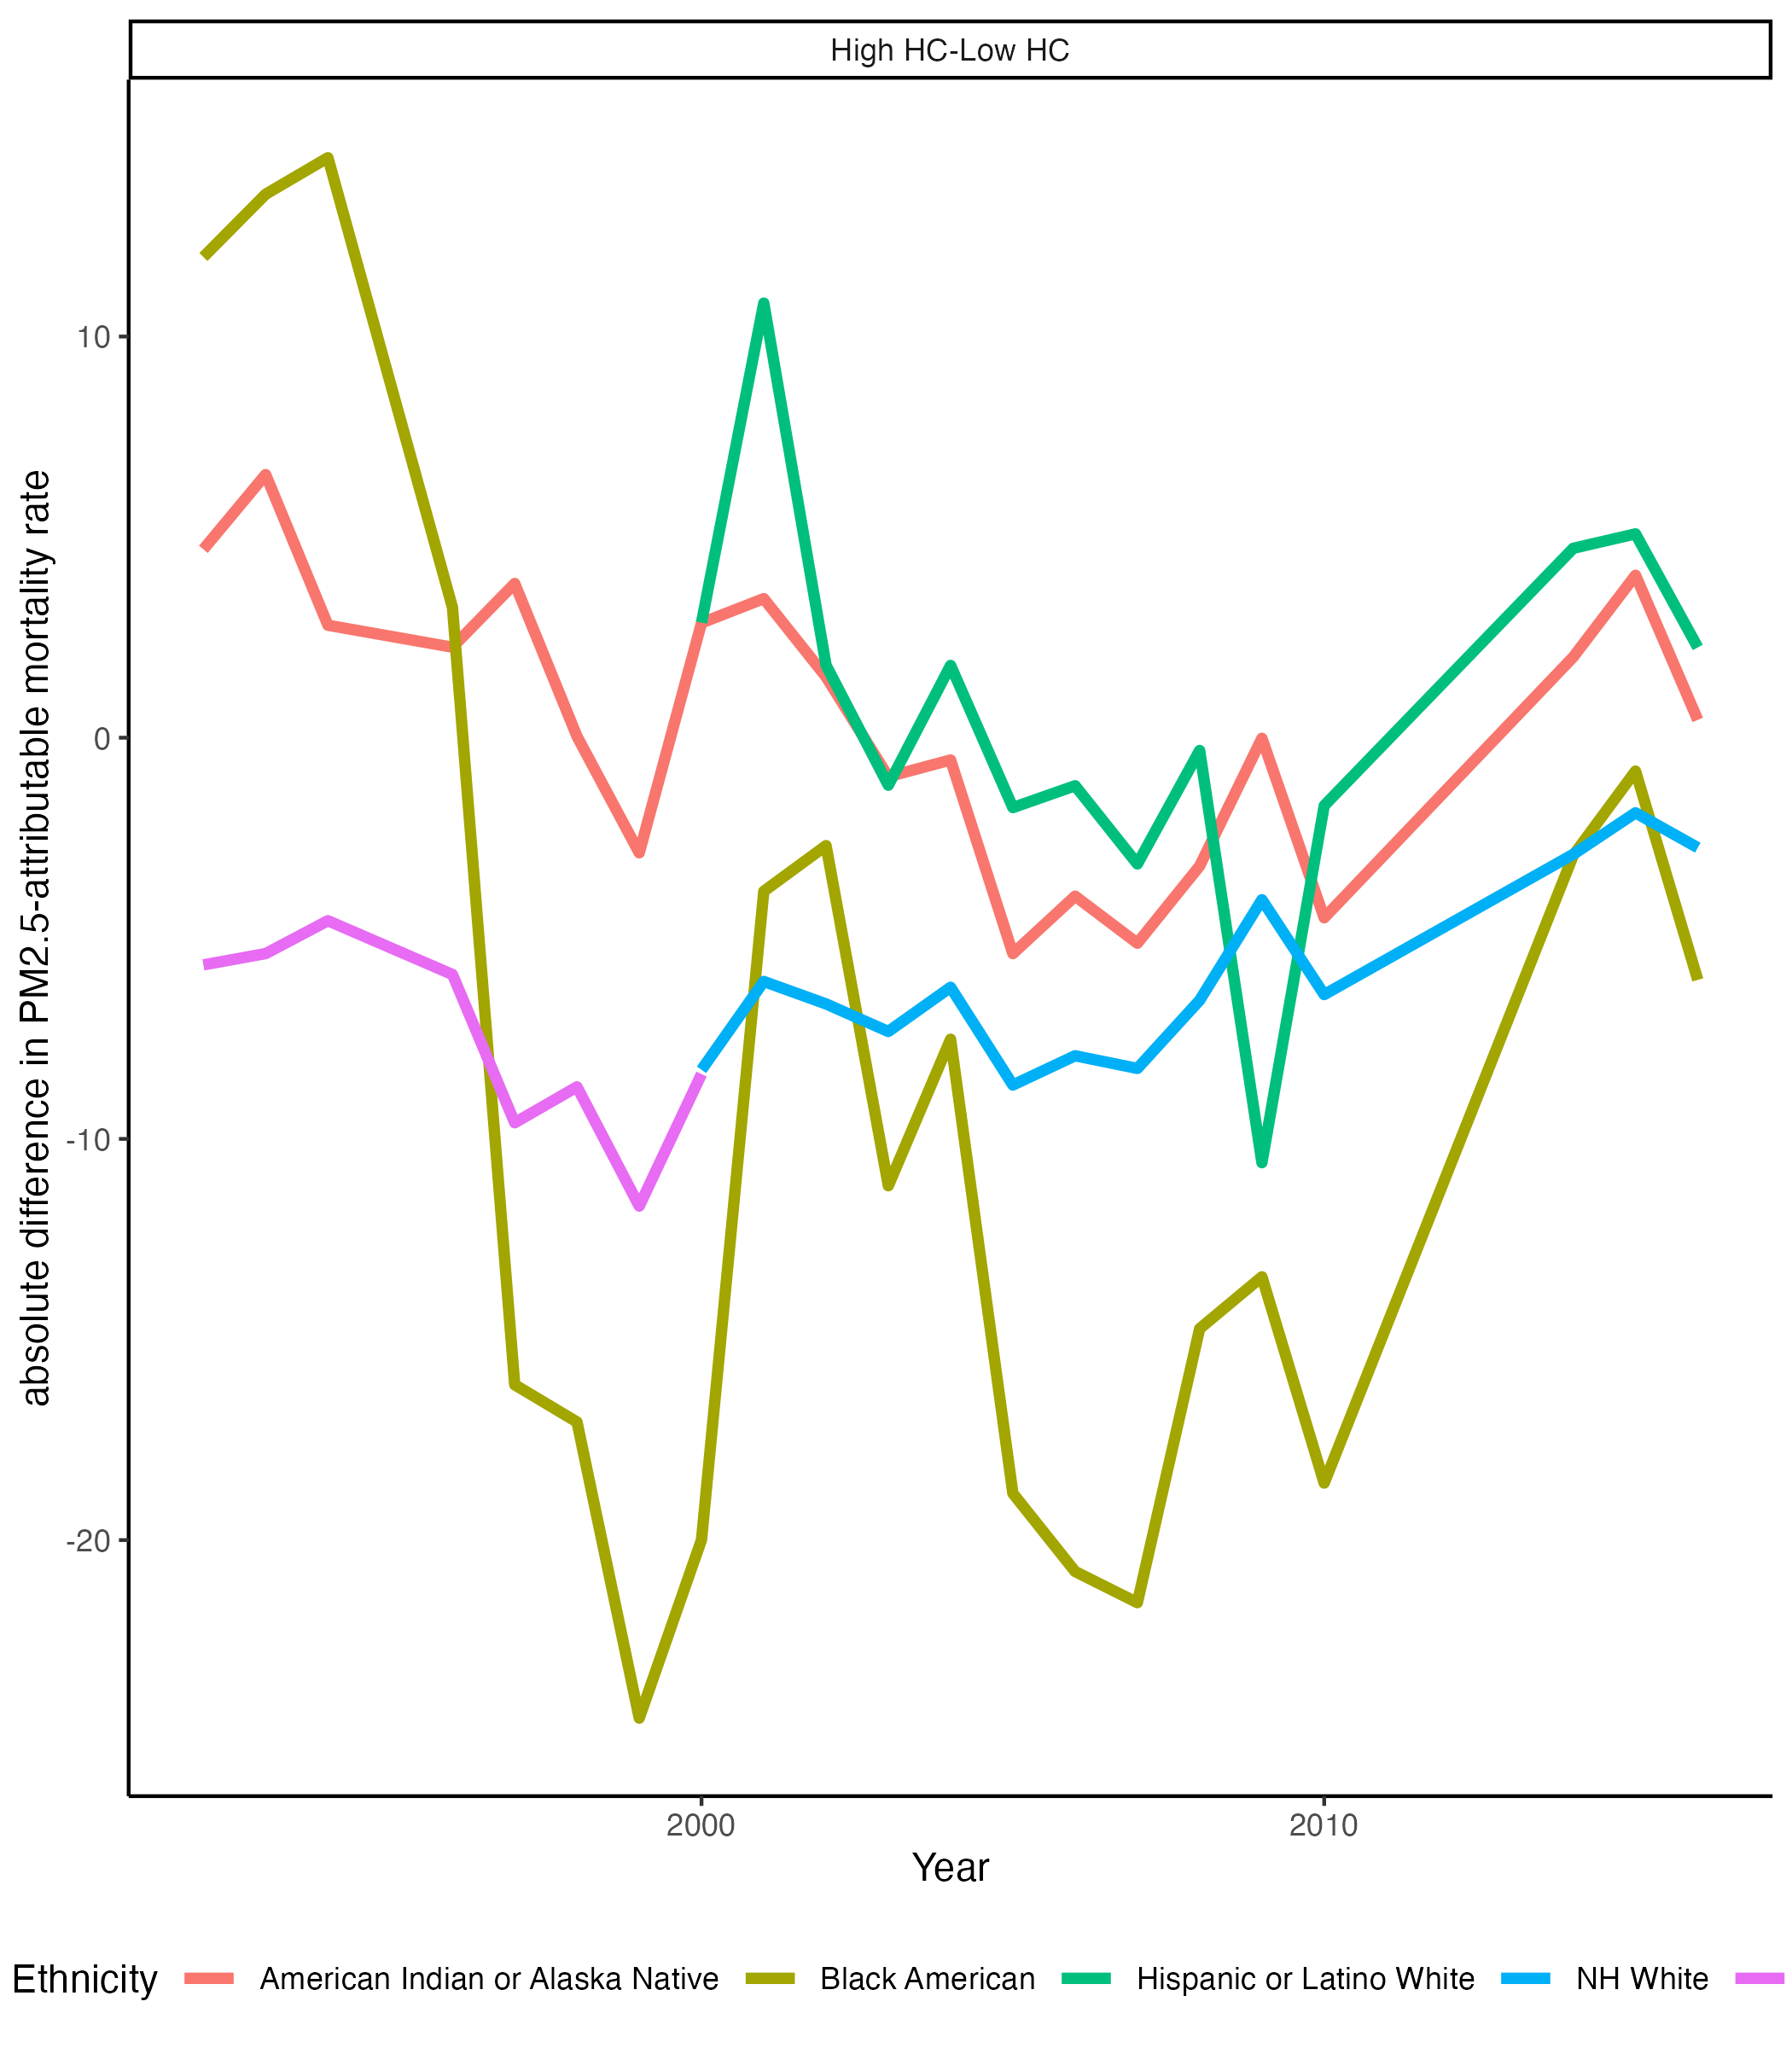 High HC-Low HC
absolute difference in PM2.5-attributable mortality rate
10
0
-10
-20
2000
2010
Year
Ethnicity American Indian or Alaska Native Black American Hispanic or Latino White NH White